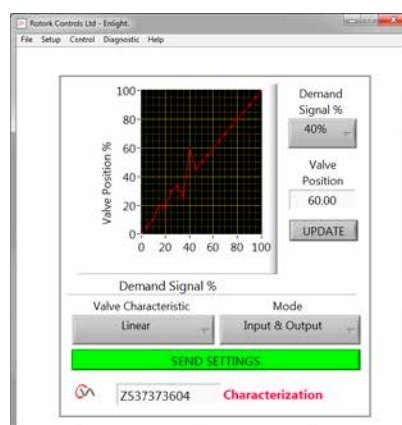 Rotork Controls Ltd - Enlight.
File Setup Control Diagnostic Help
Demand
Signal %
40%
Valve
Position
60.00
UPDATE
Valve Position %
100
80
60
40
20
0
0 20 40 60 80 100
Demand Signal %
Valve Characteristic
Mode
Linear
Input & Output
SEND SETTINGS
ZS37373604
Characterization